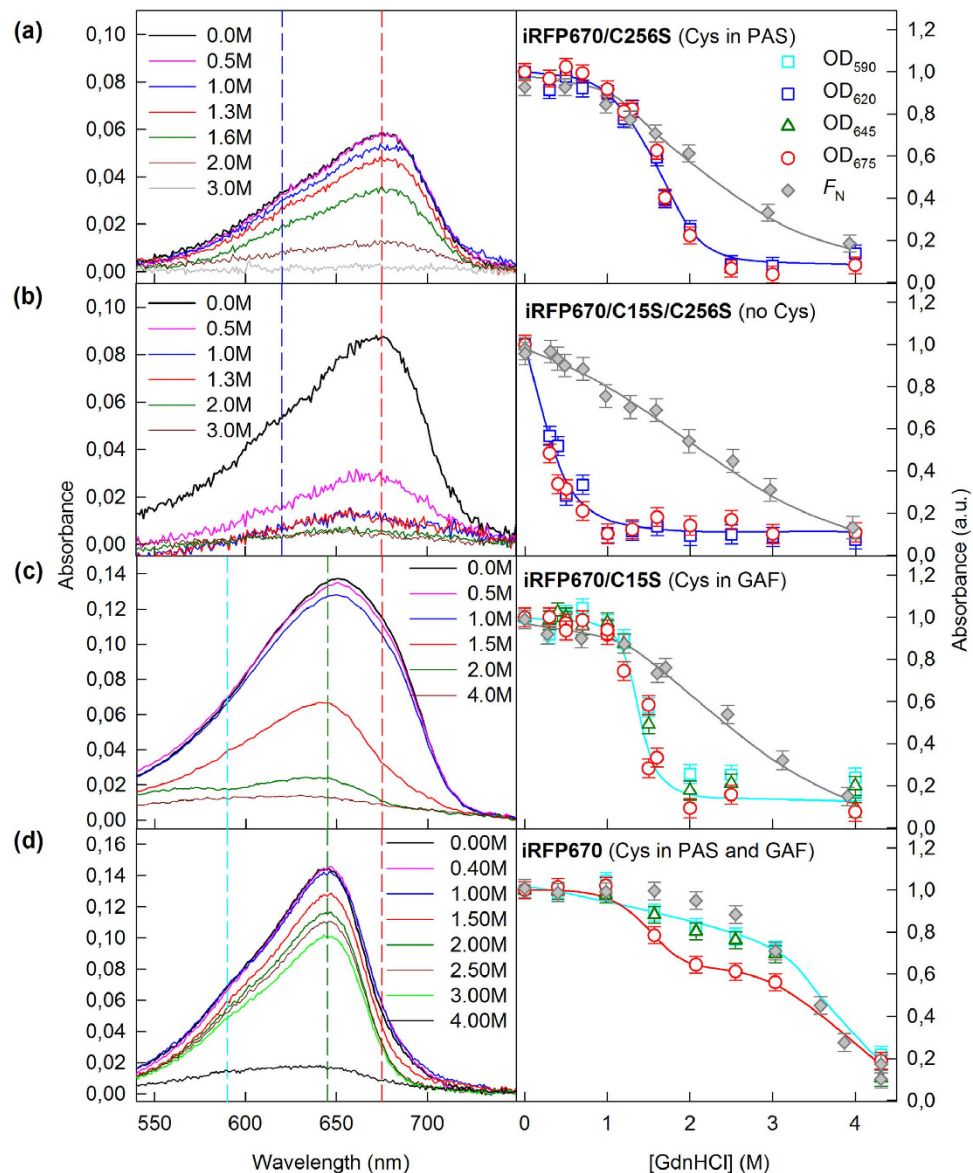 (a)
0,10
0,08
0,06
0,04
0,02
0,00
0.0M
0.5M
1.0M
1.3M
1.6M
2.0M
3.0M
iRFP670/C256S (Cys in PAS)
OD590
OD620
OD645
OD675
FN
1,2
1,0
0,8
0,6
0,4
0,2
0,0
(b)
0,10
0,08
0,06
0,04
0,02
0,00
0.0M
0.5M
1.0M
1.3M
2.0M
3.0M
iRFP670/C15S/C256S (no Cys)
1,2
1,0
0,8
0,6
0,4
0,2
0,0
Absorbance
Absorbance (a.u.)
(c)
0,14
0,12
0,10
0,08
0,06
0,04
0,02
0,00
0.0M
0.5M
1.0M
1.5M
2.0M
4.0M
iRFP670/C15S (Cys in GAF)
1,2
1,0
0,8
0,6
0,4
0,2
0,0
(d)
0,16
0,14
0,12
0,10
0,08
0,06
0,04
0,02
0,00
0.00M
0.40M
1.00M
1.50M
2.00M
2.50M
3.00M
4.00M
iRFP670 (Cys in PAS and GAF)
1,2
1,0
0,8
0,6
0,4
0,2
0,0
550 600 650 700
0 1 2 3 4
Wavelength (nm)
[GdnHCl] (M)